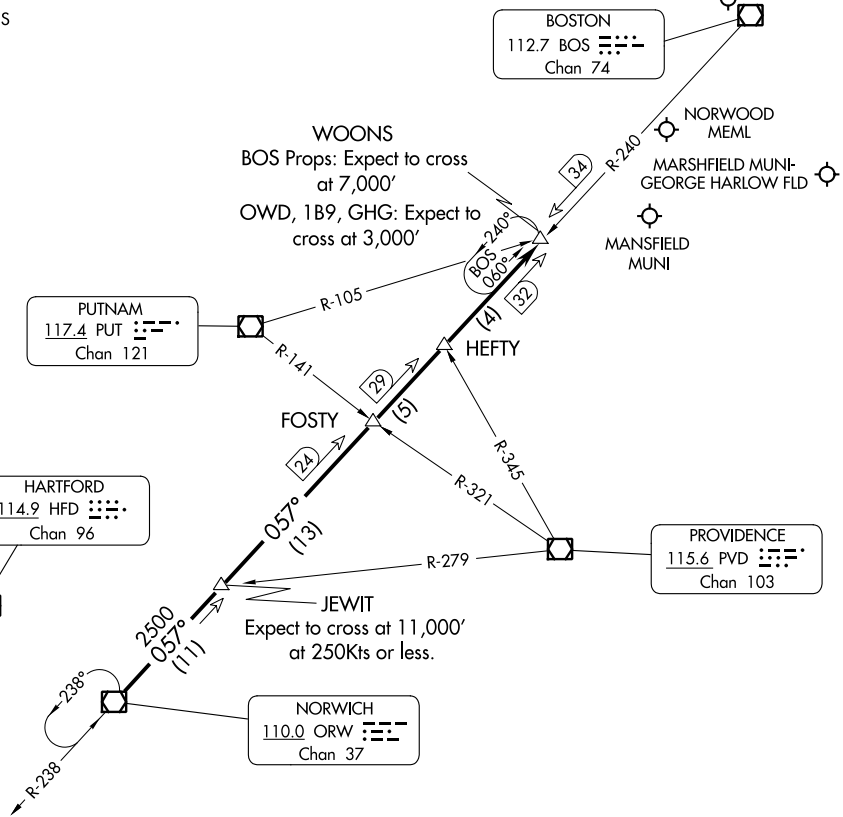 s
BOSTON
112.7 BOS
Chan 74
NORWOOD
MEML
R-240
MARSHFIELD MUNI-
GEORGE HARLOW FLD
MANSFIELD
MUNI
WOONS
BOS Props: Expect to cross
at 7,000’
OWD, 1B9, GHG: Expect to
cross at 3,000’
34
240°
BOS
060°
32
(4)
R-105
PUTNAM
117.4 PUT
Chan 121
R-141
HEFTY
29
(5)
FOSTY
24
R-345
R-321
HARTFORD
114.9 HFD
Chan 96
057°
(13)
PROVIDENCE
115.6 PVD
Chan 103
R-279
JEWIT
Expect to cross at 11,000’
at 250Kts or less.
2500
057°
(11)
238°
NORWICH
110.0 ORW
Chan 37
R-238